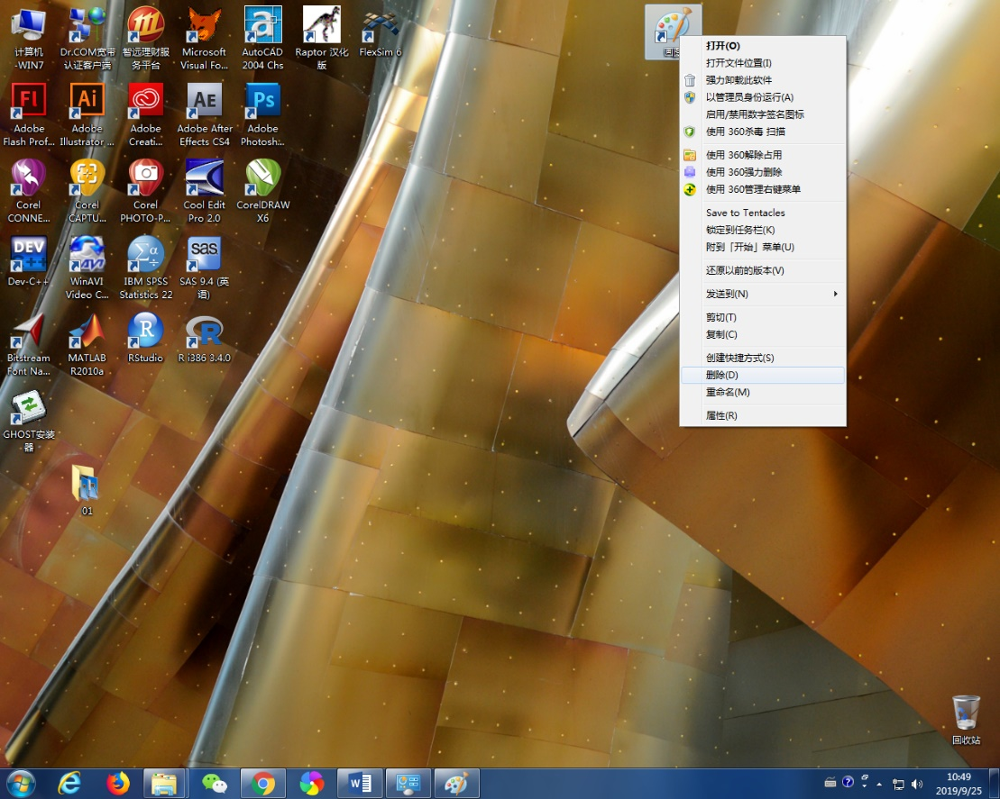 计算机
-WIN7
Dr.COM宽带
认证客户端
智远理财服
务平台
Microsoft
Visual Fo...
AutoCAD
2004 Chs
Raptor 汉化
版
FlexSim 6
Adobe
Flash Prof...
Adobe
Illustrator ...
Adobe
Creati...
Adobe After
Effects CS4
Adobe
Photosh...
Corel
CONNE...
Corel
CAPTU...
Corel
PHOTO-P...
Cool Edit
Pro 2.0
CorelDRAW
X6
Dev-C++
WinAVI
Video C...
IBM SPSS
Statistics 22
SAS 9.4 (英
语)
Bitstream
Font Na...
MATLAB
R2010a
RStudio
R i386 3.4.0
GHOST安装
器
01
打开(O)
打开文件位置(I)
强力卸载此软件
以管理员身份运行(A)
启用/禁用数字签名图标
使用 360杀毒 扫描
使用 360解除占用
使用 360强力删除
使用 360管理右键菜单
Save to Tentacles
锁定到任务栏(K)
附到「开始」菜单(U)
还原以前的版本(V)
发送到(N)
剪切(T)
复制(C)
创建快捷方式(S)
删除(D)
重命名(M)
属性(R)
回收站
10:49
2019/9/25